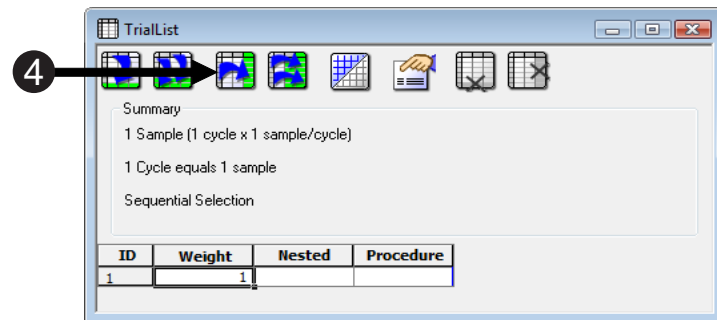 TrialList
4
Summary
1 Sample (1 cycle x 1 sample/cycle)
1 Cycle equals 1 sample
Sequential Selection
ID Weight Nested Procedure
1 1